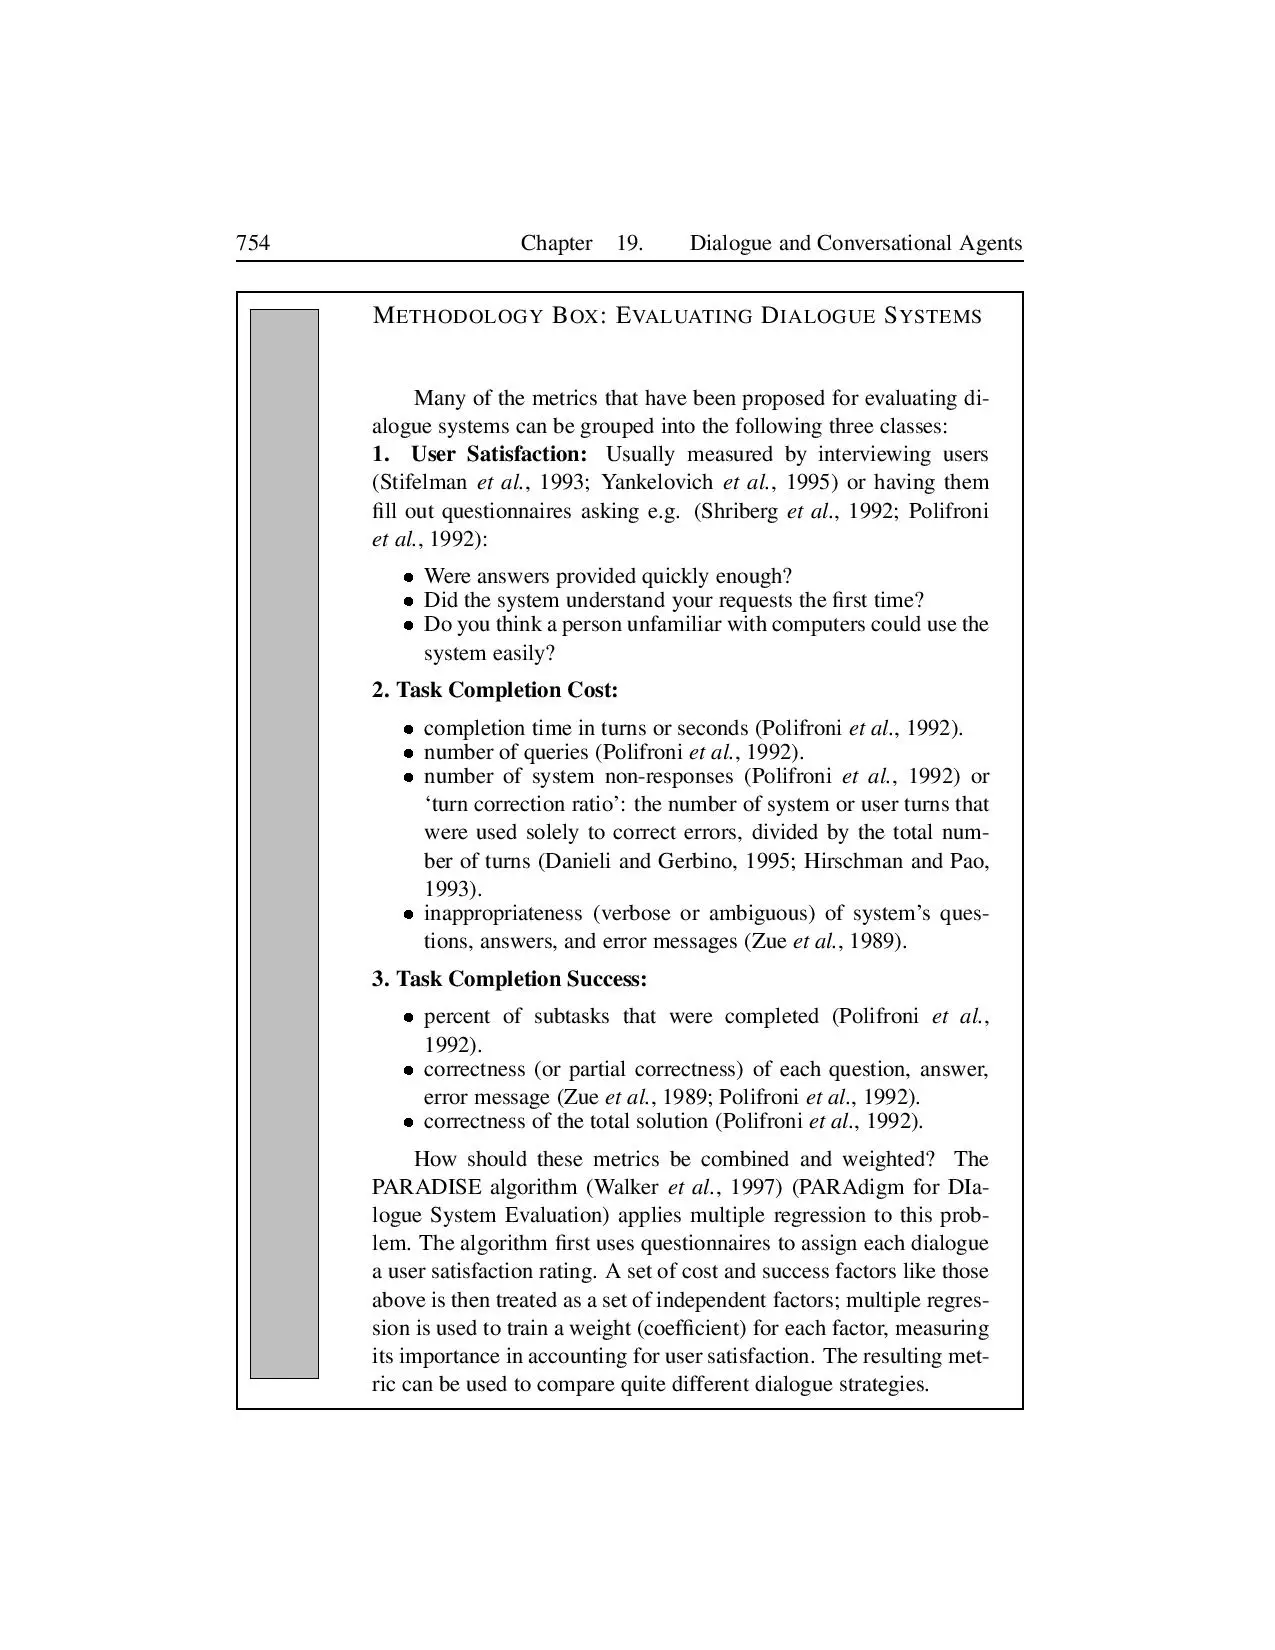 754 Chapter 19. Dialogue and Conversational Agents
METHODOLOGY BOX: EVALUATING DIALOGUE SYSTEMS
Many of the metrics that have been proposed for evaluating di-
alogue systems can be grouped into the following three classes:
1. User Satisfaction: Usually measured by interviewing users
(Stifelman et al., 1993; Yankelovich et al., 1995) or having them
fill out questionnaires asking e.g. (Shriberg et al., 1992; Polifroni
et al., 1992):
• Were answers provided quickly enough?
• Did the system understand your requests the first time?
• Do you think a person unfamiliar with computers could use the
system easily?
2. Task Completion Cost:
• completion time in turns or seconds (Polifroni et al., 1992).
• number of queries (Polifroni et al., 1992).
• number of system non-responses (Polifroni et al., 1992) or
‘turn correction ratio’: the number of system or user turns that
were used solely to correct errors, divided by the total num-
ber of turns (Danieli and Gerbino, 1995; Hirschman and Pao,
1993).
• inappropriateness (verbose or ambiguous) of system’s ques-
tions, answers, and error messages (Zue et al., 1989).
3. Task Completion Success:
• percent of subtasks that were completed (Polifroni et al.,
1992).
• correctness (or partial correctness) of each question, answer,
error message (Zue et al., 1989; Polifroni et al., 1992).
• correctness of the total solution (Polifroni et al., 1992).
How should these metrics be combined and weighted? The
PARADISE algorithm (Walker et al., 1997) (PARAdigm for DIa-
logue System Evaluation) applies multiple regression to this prob-
lem. The algorithm first uses questionnaires to assign each dialogue
a user satisfaction rating. A set of cost and success factors like those
above is then treated as a set of independent factors; multiple regres-
sion is used to train a weight (coefficient) for each factor, measuring
its importance in accounting for user satisfaction. The resulting met-
ric can be used to compare quite different dialogue strategies.